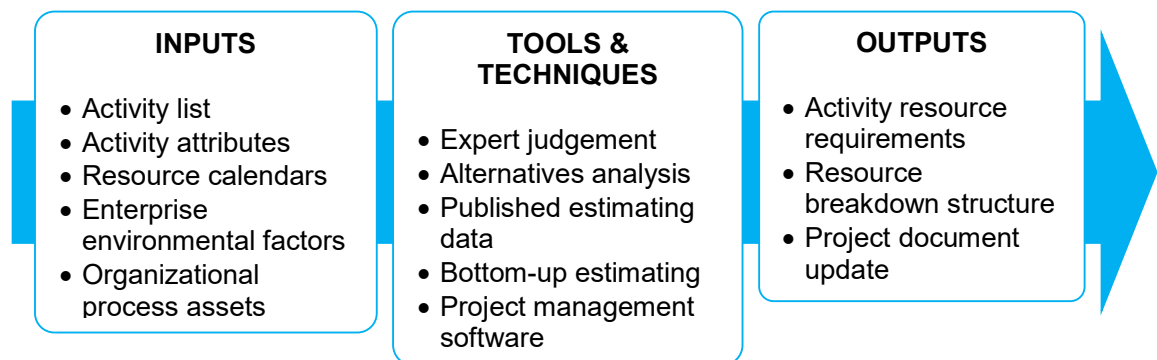 INPUTS
• Activity list
• Activity attributes
• Resource calendars
• Enterprise
environmental factors
• Organizational
process assets
TOOLS &
TECHNIQUES
• Expert judgement
• Alternatives analysis
• Published estimating
data
• Bottom-up estimating
• Project management
software
OUTPUTS
• Activity resource
requirements
• Resource
breakdown structure
• Project document
update